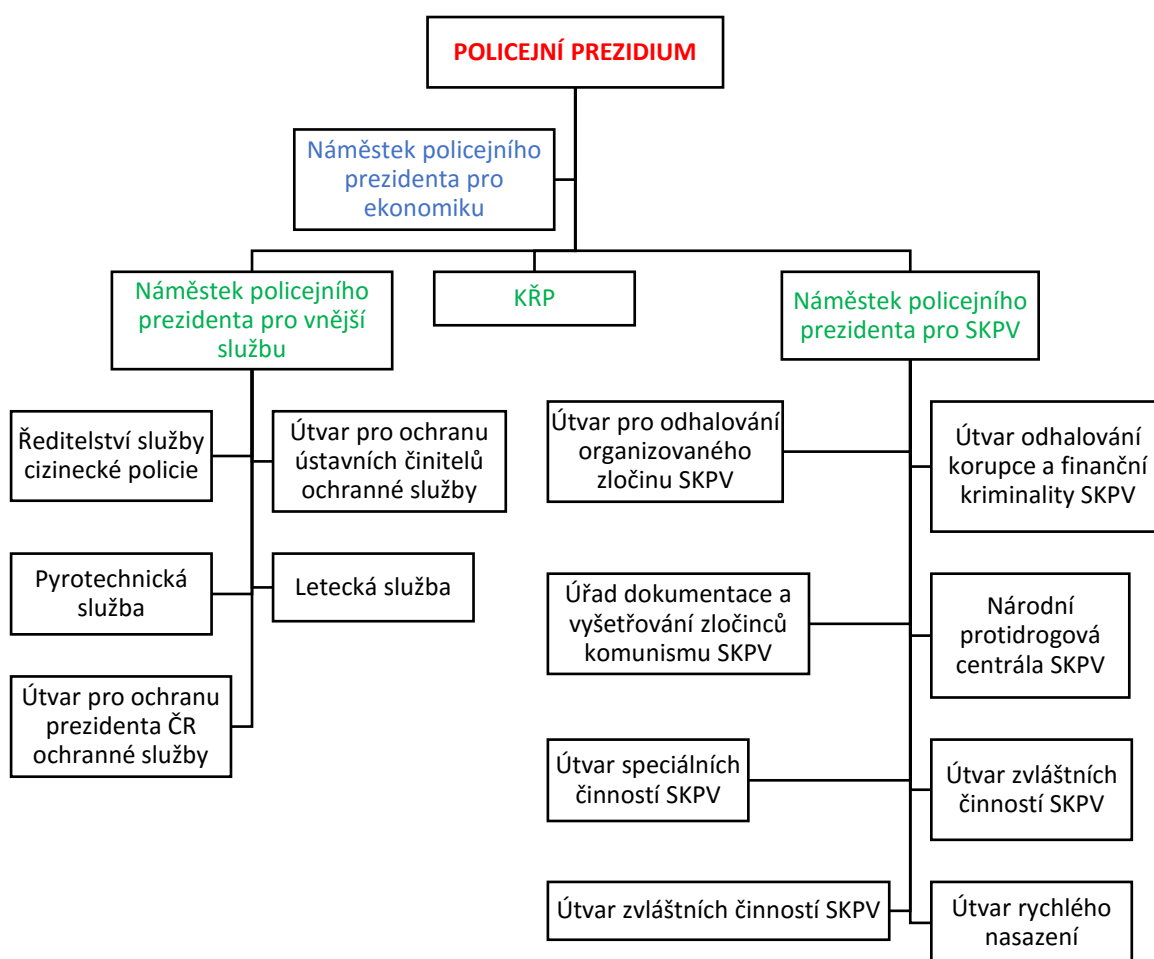 POLICEJNÍ PREZIDIUM
Náměstek policejního
prezidenta pro
ekonomiku
Náměstek policejního
prezidenta pro vnější
službu
KŘP
Náměstek policejního
prezidenta pro SKPV
Ředitelství služby
cizinecké policie
Útvar pro ochranu
ústavních činitelů
ochranné služby
Pyrotechnická
služba
Letecká služba
Útvar pro ochranu
prezidenta ČR
ochranné služby
Útvar pro odhalování
organizovaného
zločinu SKPV
Útvar odhalování
korupce a finanční
kriminality SKPV
Úřad dokumentace a
vyšetřování zločinců
komunismu SKPV
Národní
protidrogová
centrála SKPV
Útvar speciálních
činností SKPV
Útvar zvláštních
činností SKPV
Útvar zvláštních činností SKPV
Útvar rychlého
nasazení